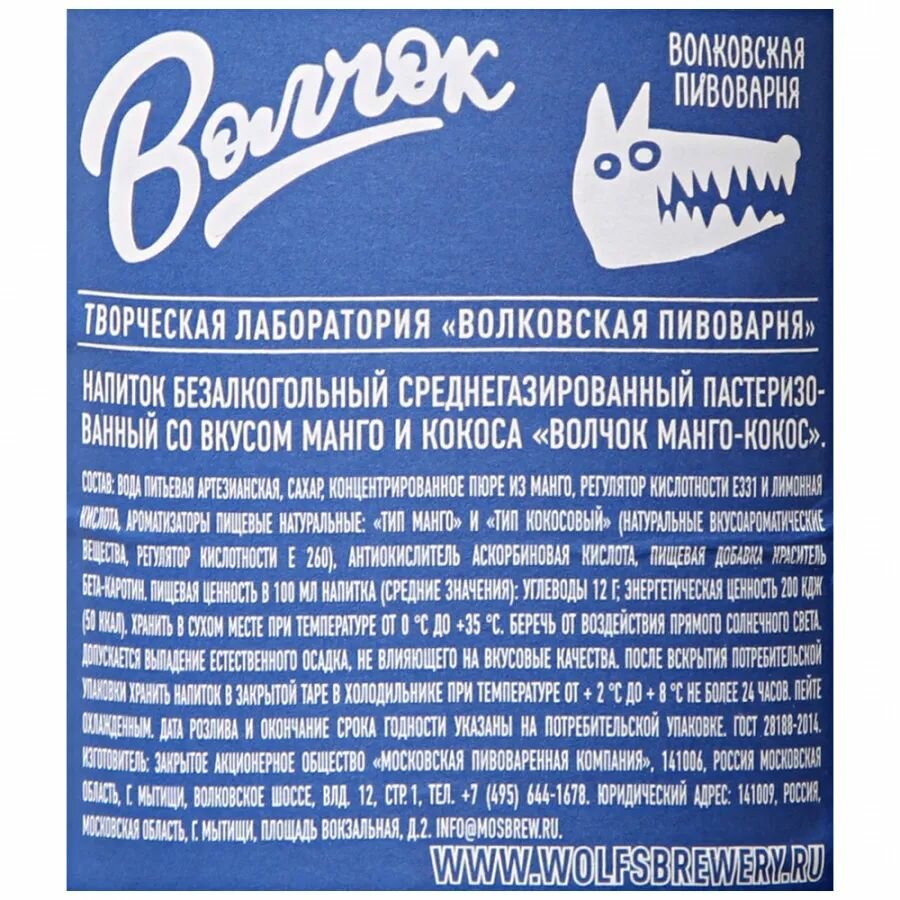 Волчок
ВОЛКОВСКАЯ
ПИВОВАРНЯ
ТВОРЧЕСКАЯ ЛАБОРАТОРИЯ «ВОЛКОВСКАЯ ПИВОВАРНЯ»
НАПИТОК БЕЗАЛКОГОЛЬНЫЙ СРЕДНЕГАЗИРОВАННЫЙ ПАСТЕРИЗО-
ВАННЫЙ СО ВКУСОМ МАНГО И КОКОСА «ВОЛЧОК МАНГО-КОКОС».
СОСТАВ: ВОДА ПИТЬЕВАЯ АРТЕЗИАНСКАЯ, САХАР, КОНЦЕНТРИРОВАННОЕ ПЮРЕ ИЗ МАНГО, РЕГУЛЯТОР КИСЛОТНОСТИ Е331 И ЛИМОННАЯ
КИСЛОТА, АРОМАТИЗАТОРЫ ПИЩЕВЫЕ НАТУРАЛЬНЫЕ: «ТИП МАНГО» И «ТИП КОКОСОВЫЙ» (НАТУРАЛЬНЫЕ ВКУСОАРОМАТИЧЕСКИЕ
ВЕЩЕСТВА, РЕГУЛЯТОР КИСЛОТНОСТИ Е 260), АНТИОКИСЛИТЕЛЬ АСКОРБИНОВАЯ КИСЛОТА, ПИЩЕВАЯ ДОБАВКА КРАСИТЕЛЬ
БЕТА-КАРОТИН. ПИЩЕВАЯ ЦЕННОСТЬ В 100 МЛ НАПИТКА (СРЕДНИЕ ЗНАЧЕНИЯ): УГЛЕВОДЫ 12 Г; ЭНЕРГЕТИЧЕСКАЯ ЦЕННОСТЬ 200 КДЖ
(50 ККАЛ). ХРАНИТЬ В СУХОМ МЕСТЕ ПРИ ТЕМПЕРАТУРЕ ОТ 0 °С ДО +35 °С. БЕРЕЧЬ ОТ ВОЗДЕЙСТВИЯ ПРЯМОГО СОЛНЕЧНОГО СВЕТА.
ДОПУСКАЕТСЯ ВЫПАДЕНИЕ ЕСТЕСТВЕННОГО ОСАДКА, НЕ ВЛИЯЮЩЕГО НА ВКУСОВЫЕ КАЧЕСТВА. ПОСЛЕ ВСКРЫТИЯ ПОТРЕБИТЕЛЬСКОЙ
УПАКОВКИ ХРАНИТЬ НАПИТОК В ЗАКРЫТОЙ ТАРЕ В ХОЛОДИЛЬНИКЕ ПРИ ТЕМПЕРАТУРЕ ОТ + 2 °С ДО + 8 °С НЕ БОЛЕЕ 24 ЧАСОВ. ПЕЙТЕ
ОХЛАЖДЕННЫМ. ДАТА РОЗЛИВА И ОКОНЧАНИЕ СРОКА ГОДНОСТИ УКАЗАНЫ НА ПОТРЕБИТЕЛЬСКОЙ УПАКОВКЕ. ГОСТ 28188-2014.
ИЗГОТОВИТЕЛЬ: ЗАКРЫТОЕ АКЦИОНЕРНОЕ ОБЩЕСТВО «МОСКОВСКАЯ ПИВОВАРЕННАЯ КОМПАНИЯ», 141006, РОССИЯ МОСКОВСКАЯ
ОБЛАСТЬ, Г. МЫТИЩИ, ВОЛКОВСКОЕ ШОССЕ, ВЛД. 12, СТР. 1, ТЕЛ. +7 (495) 644-1678. ЮРИДИЧЕСКИЙ АДРЕС: 141009, РОССИЯ,
МОСКОВСКАЯ ОБЛАСТЬ, Г. МЫТИЩИ, ПЛОЩАДЬ ВОКЗАЛЬНАЯ, Д.2. INFO@MOSBREW.RU.
WWW.WOLFSBREWERY.RU